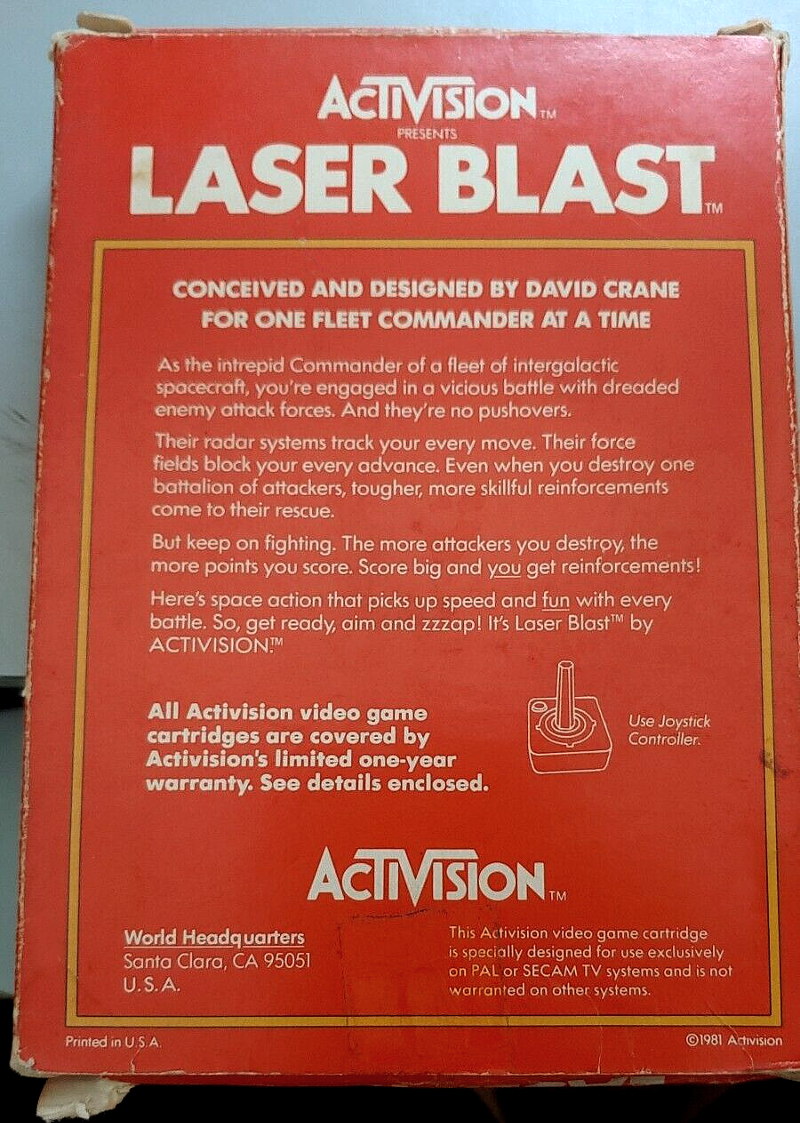 ACTIVISION™
PRESENTS
LASER BLAST™
CONCEIVED AND DESIGNED BY DAVID CRANE
FOR ONE FLEET COMMANDER AT A TIME
As the intrepid Commander of a fleet of intergalactic
spacecraft, you're engaged in a vicious battle with dreaded
enemy attack forces. And they're no pushovers.
Their radar systems track your every move. Their force
fields block your every advance. Even when you destroy one
battalion of attackers, tougher, more skillful reinforcements
come to their rescue.
But keep on fighting. The more attackers you destroy, the
more points you score. Score big and you get reinforcements!
Here's space action that picks up speed and fun with every
battle. So, get ready, aim and zzzap! It's Laser Blast™ by
ACTIVISION.™
All Activision video game
cartridges are covered by
Activision's limited one-year
warranty. See details enclosed.
Use Joystick
Controller.
ACTIVISION™
World Headquarters
Santa Clara, CA 95051
U.S.A.
This Activision video game cartridge
is specially designed for use exclusively
on PAL or SECAM TV systems and is not
warranted on other systems.
Printed in U.S.A.
©1981 Activision